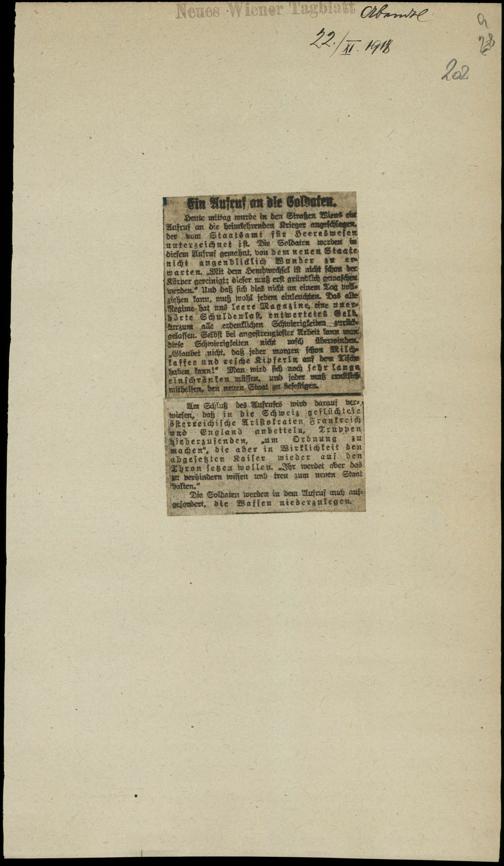 Neues Wiener Tagblatt
22./XI. 1918
202
Ein Aufruf an die Soldaten.
Heute mittag wurde in den Straßen Wiens ein
Aufruf an die heimkehrenden Krieger angeschlagen,
der vom Staatsamt für Heereswesen
unterzeichnet ist. Die Soldaten werden in
diesem Aufruf gemahnt, von dem neuen Staate
nicht augenblicklich Wunder zu er-
warten. „Mit dem Hemdwechsel ist nicht schon der
Körper gereinigt; dieser muß erst gründlich gewaschen
werden.“ Und daß sich dies nicht an einem Tag voll-
ziehen kann, muß wohl jedem einleuchten. Das alte
Regime hat uns leere Magazine, eine uner-
hörte Schuldenlast, entwertetes Geld,
kurzum alle erdenklichen Schwierigkeiten zurück-
gelassen. Selbst bei angestrengtester Arbeit kann man
diese Schwierigkeiten nicht rasch überwinden.
„Glaubet nicht, daß jeder morgen schon Milch-
kaffee und resche Kipferln auf dem Tische
haben kann!“ Man wird sich noch sehr lange
einschränken müssen, und jeder muß
mithelfen, den neuen Staat zu befestigen.
Am Schluß des Aufrufes wird darauf ver-
wiesen, daß in die Schweiz geflüchtete
österreichische Aristokraten Frankreich
und England anbetteln, Truppen
hieherzusenden, „um Ordnung zu
machen“, die aber in Wirklichkeit den
abgesetzten Kaiser wieder auf den
Thron setzen wollen. „Ihr werdet aber das
zu verhindern wissen und treu zum neuen Staat
halten.“
Die Soldaten werden in dem Aufruf auch auf-
gefordert, die Waffen niederzulegen.